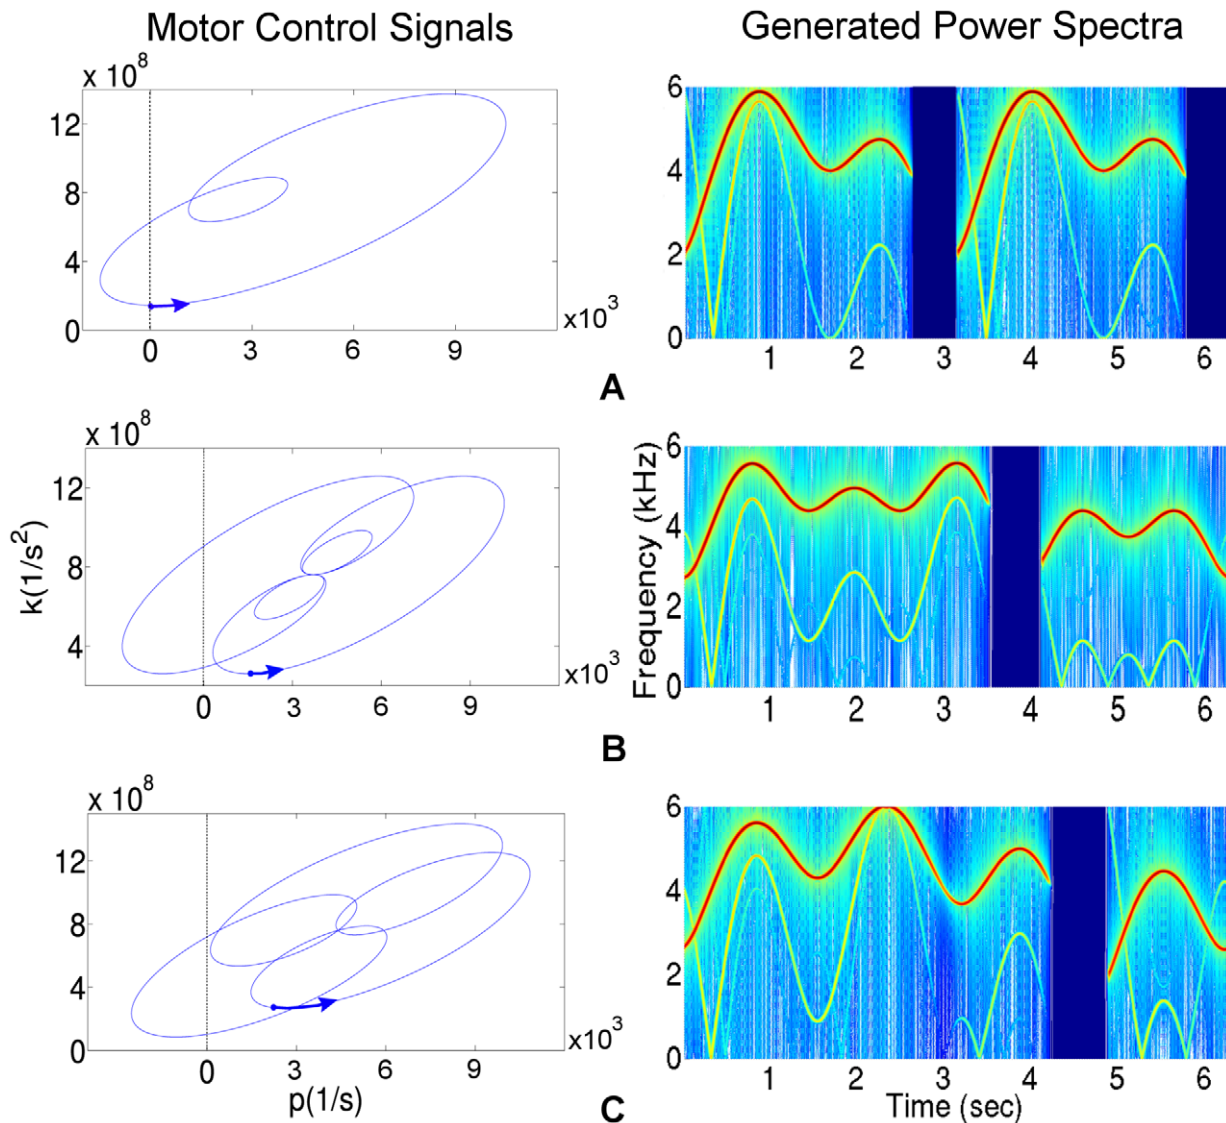 Motor Control Signals
Generated Power Spectra
x 10^8
12
8
4
0
0 3 6 9
x10^3
6
4
2
0
1 2 3 4 5 6
A
x 10^8
12
8
4
k(1/s^2)
0 3 6 9
x10^3
6
4
2
0
Frequency (kHz)
1 2 3 4 5 6
B
x 10^8
12
8
4
0
0 3 6 9
x10^3
p(1/s)
6
4
2
0
1 2 3 4 5 6
Time (sec)
C